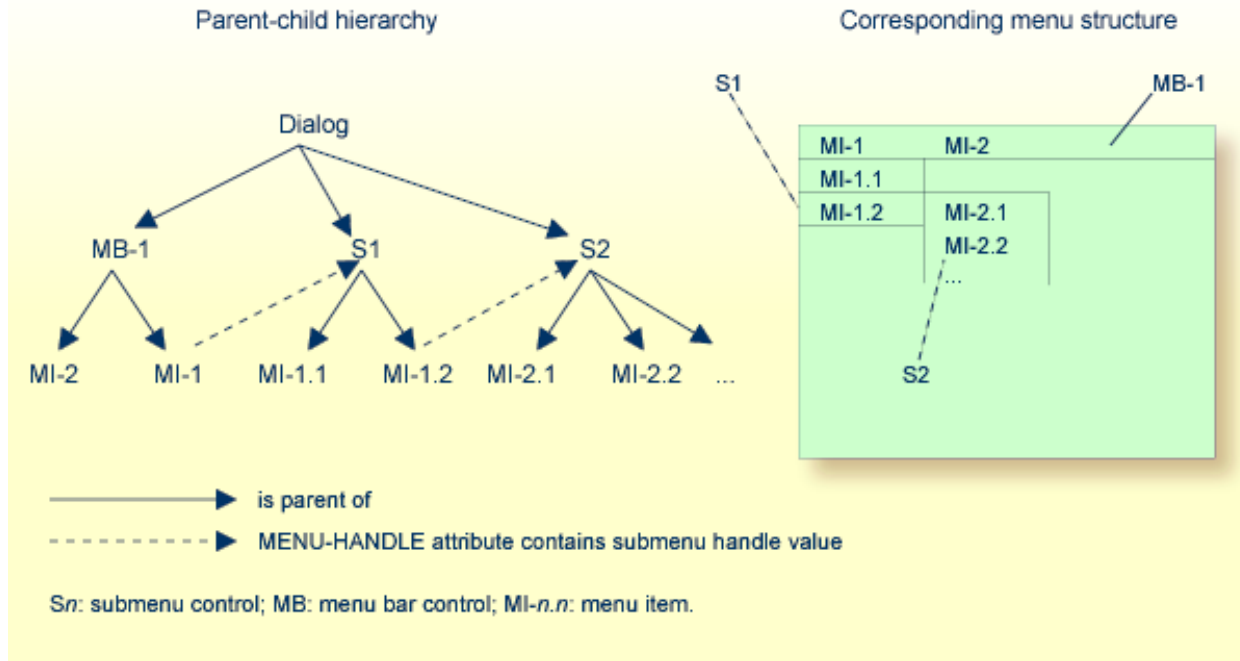 Parent-child hierarchy
Corresponding menu structure
S1
MB-1
Dialog
MI-1 MI-2
MI-1.1
MI-1.2 MI-2.1
MI-2.2
...
MB-1 S1 S2
MI-2 MI-1 MI-1.1 MI-1.2 MI-2.1 MI-2.2 ...
S2
is parent of
MENU-HANDLE attribute contains submenu handle value
Sn: submenu control; MB: menu bar control; MI-n.n: menu item.